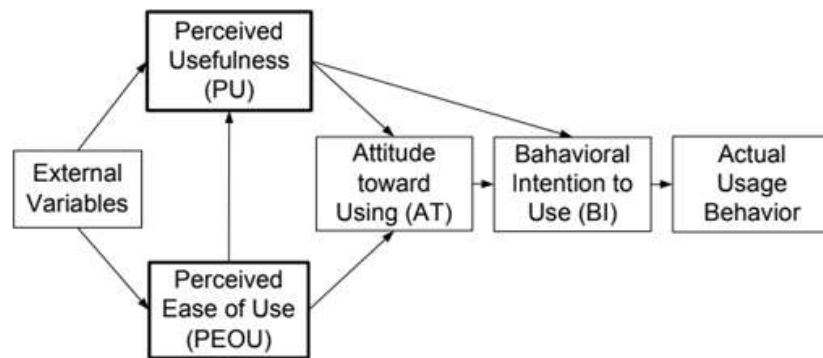 Perceived
Usefulness
(PU)
External
Variables
Perceived
Ease of Use
(PEOU)
Attitude
toward
Using (AT)
Bahavioral
Intention to
Use (BI)
Actual
Usage
Behavior